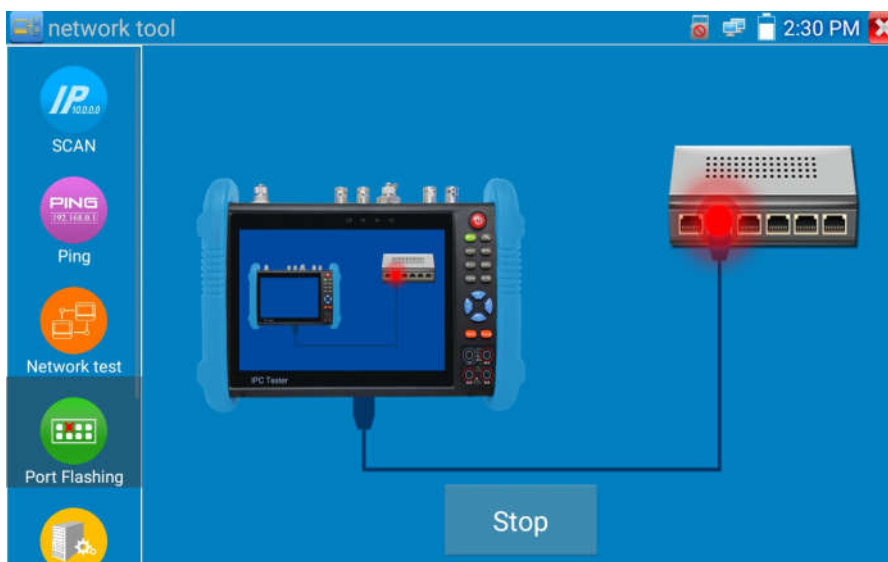 network tool
2:30 PM
IP
10.0.0.0
SCAN
PING
192.168.0.1
Ping
Network test
Port Flashing
IPC Tester
Stop